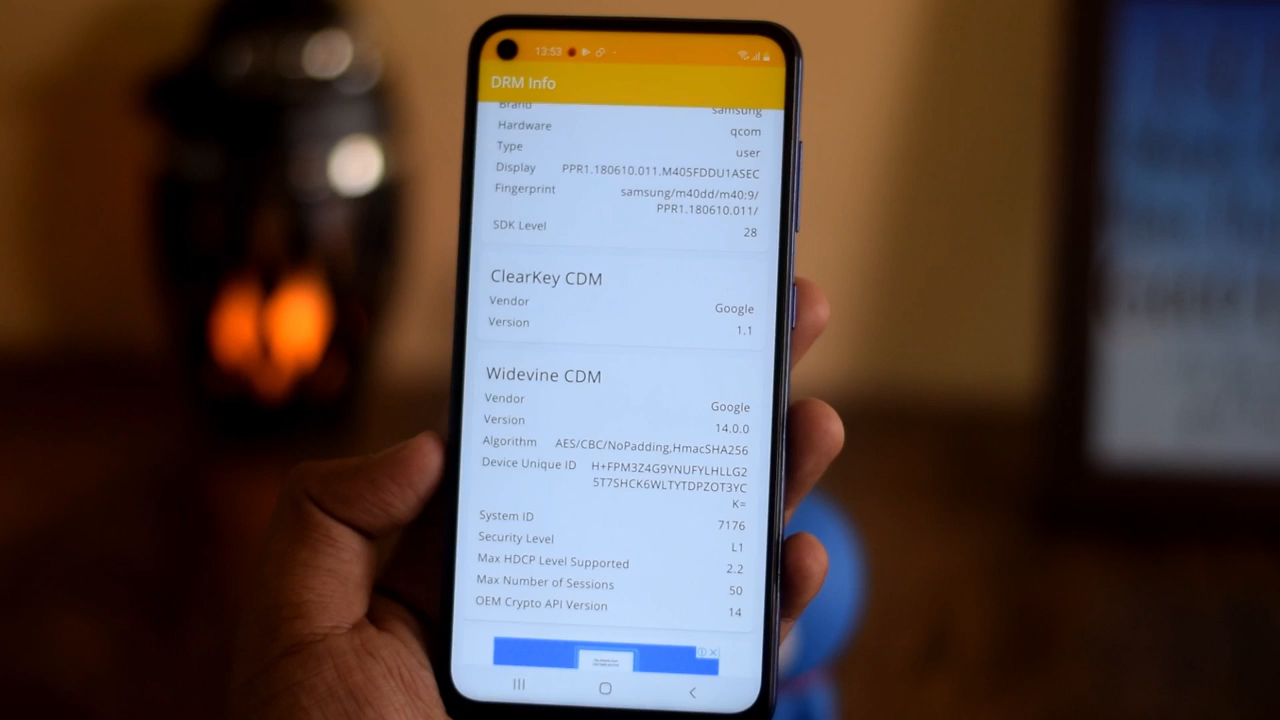 13:53
DRM Info
Brand samsung
Hardware qcom
Type user
Display PPR1.180610.011.M405FDDU1ASEC
Fingerprint samsung/m40dd/m40:9/
PPR1.180610.011/
SDK Level 28
ClearKey CDM
Vendor Google
Version 1.1
Widevine CDM
Vendor Google
Version 14.0.0
Algorithm AES/CBC/NoPadding,HmacSHA256
Device Unique ID H+FPM3Z4G9YNUFYLHLLG2
5T7SHCK6WLTYTDPZOT3YC
K=
System ID 7176
Security Level L1
Max HDCP Level Supported 2.2
Max Number of Sessions 50
OEM Crypto API Version 14